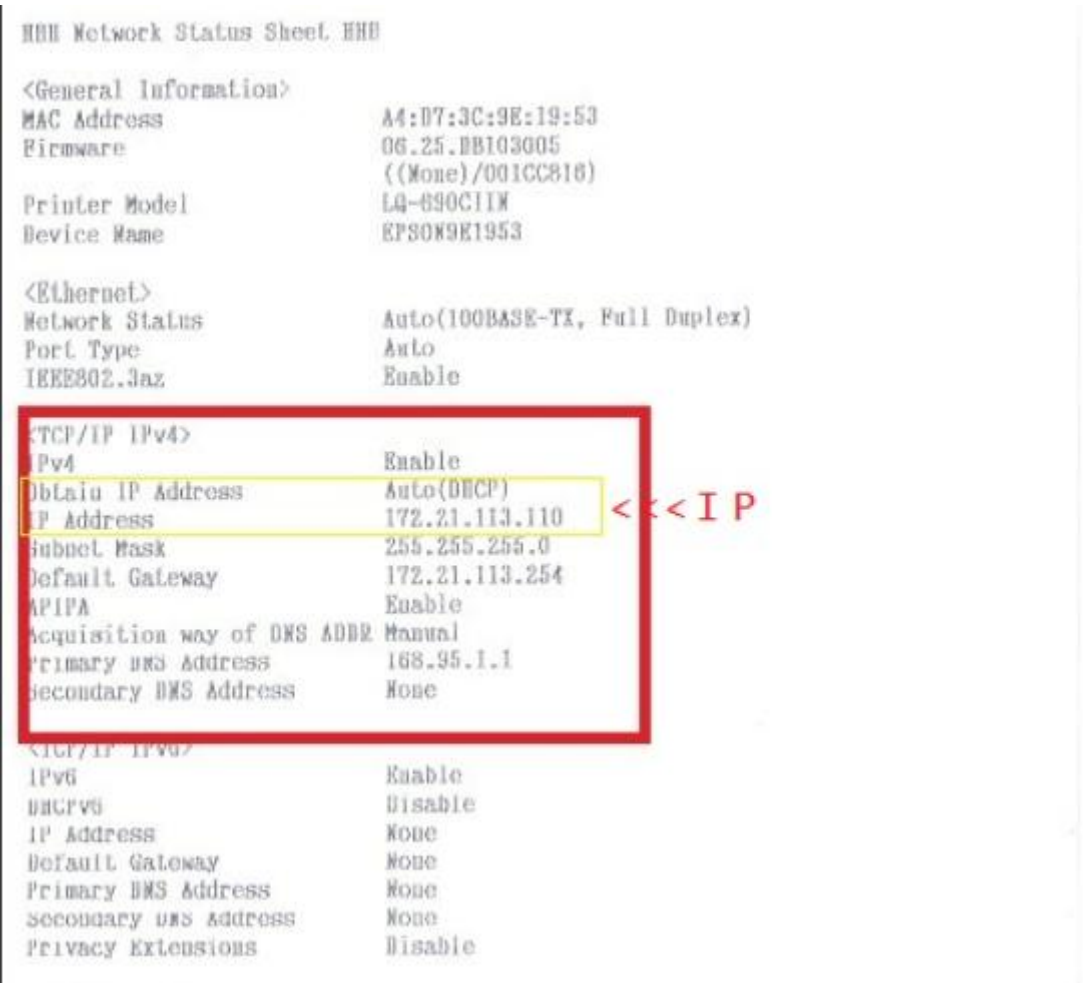 Network Status Sheet
<General Information>
MAC Address A4:D7:3C:9E:19:53
Firmware 06.25.DB103005
((None)/001CC816)
Printer Model LQ-690CIIN
Device Name EPSON9E1953
<Ethernet>
Network Status Auto(100BASE-TX, Full Duplex)
Port Type Auto
IEEE802.3az Enable
<TCP/IP IPv4>
IPv4 Enable
Obtain IP Address Auto(DHCP)
IP Address 172.21.113.110
<<<IP
Subnet Mask 255.255.255.0
Default Gateway 172.21.113.254
APIPA Enable
Acquisition way of DNS ADDR Manual
Primary DNS Address 168.95.1.1
Secondary DNS Address None
<TCP/IP IPv6>
IPv6 Enable
DHCPv6 Disable
IP Address None
Default Gateway None
Primary DNS Address None
Secondary DNS Address None
Privacy Extensions Disable